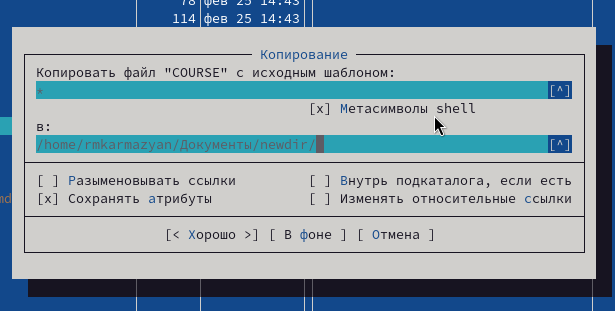 78 фев 25 14:43
114 фев 25 14:43
Копирование
Копировать файл "COURSE" с исходным шаблоном:
* [^]
[x] Метасимволы shell
в:
/home/rmkarmazyan/Документы/newdir/ [^]
[ ] Разыменовывать ссылки [ ] Внутрь подкаталога, если есть
md [x] Сохранять атрибуты [ ] Изменять относительные ссылки
[< Хорошо >] [ В фоне ] [ Отмена ]